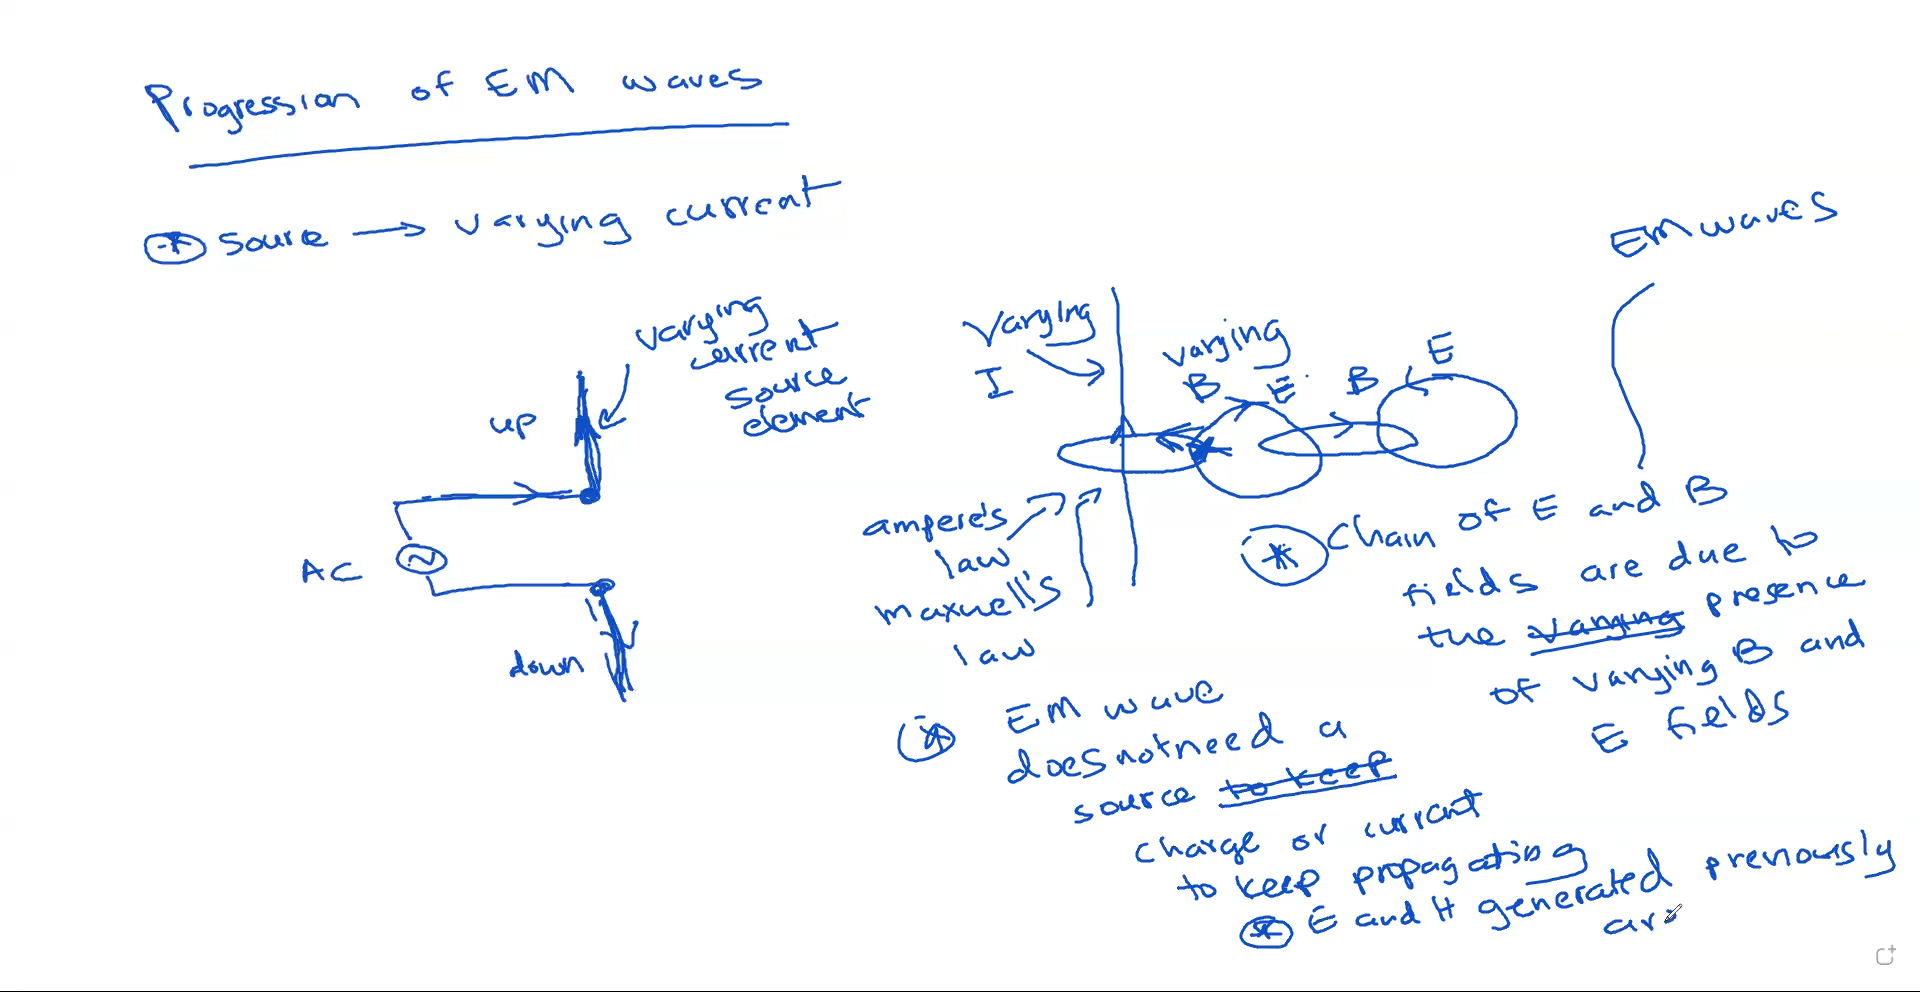 Progression of EM waves
* source → varying current
varying
current
source
element
up
AC
down
Varying
I
varying
B E B E
ampere's
law
maxwell's
law
EM waves
* Chain of E and B
fields are due to
the varying presence
of varying B and
E fields
* EM wave
does not need a
source to keep
charge or current
to keep propagating
* E and H generated previously
are